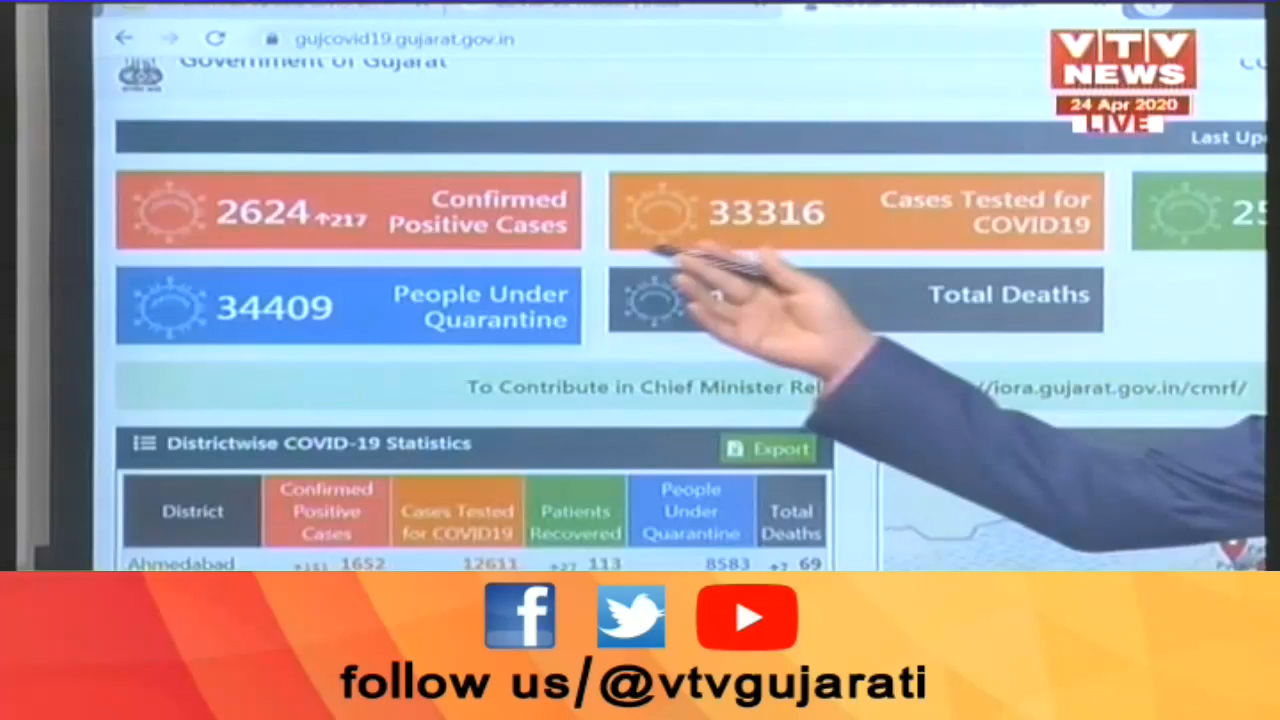 gujcovid19.gujarat.gov.in
Government of Gujarat
VTV
NEWS
24 Apr 2020
LIVE
Last Up
2624 ↑217
Confirmed
Positive Cases
33316
Cases Tested for
COVID19
34409
People Under
Quarantine
Total Deaths
To Contribute in Chief Minister Rel
//iora.gujarat.gov.in/cmrf/
Districtwise COVID-19 Statistics
Export
District
Confirmed
Positive
Cases
Cases Tested
for COVID19
Patients
Recovered
People
Under
Quarantine
Total
Deaths
Ahmedabad ↑151 1652 12611 ↑27 113 8583 ↑7 69
f
follow us/@vtvgujarati